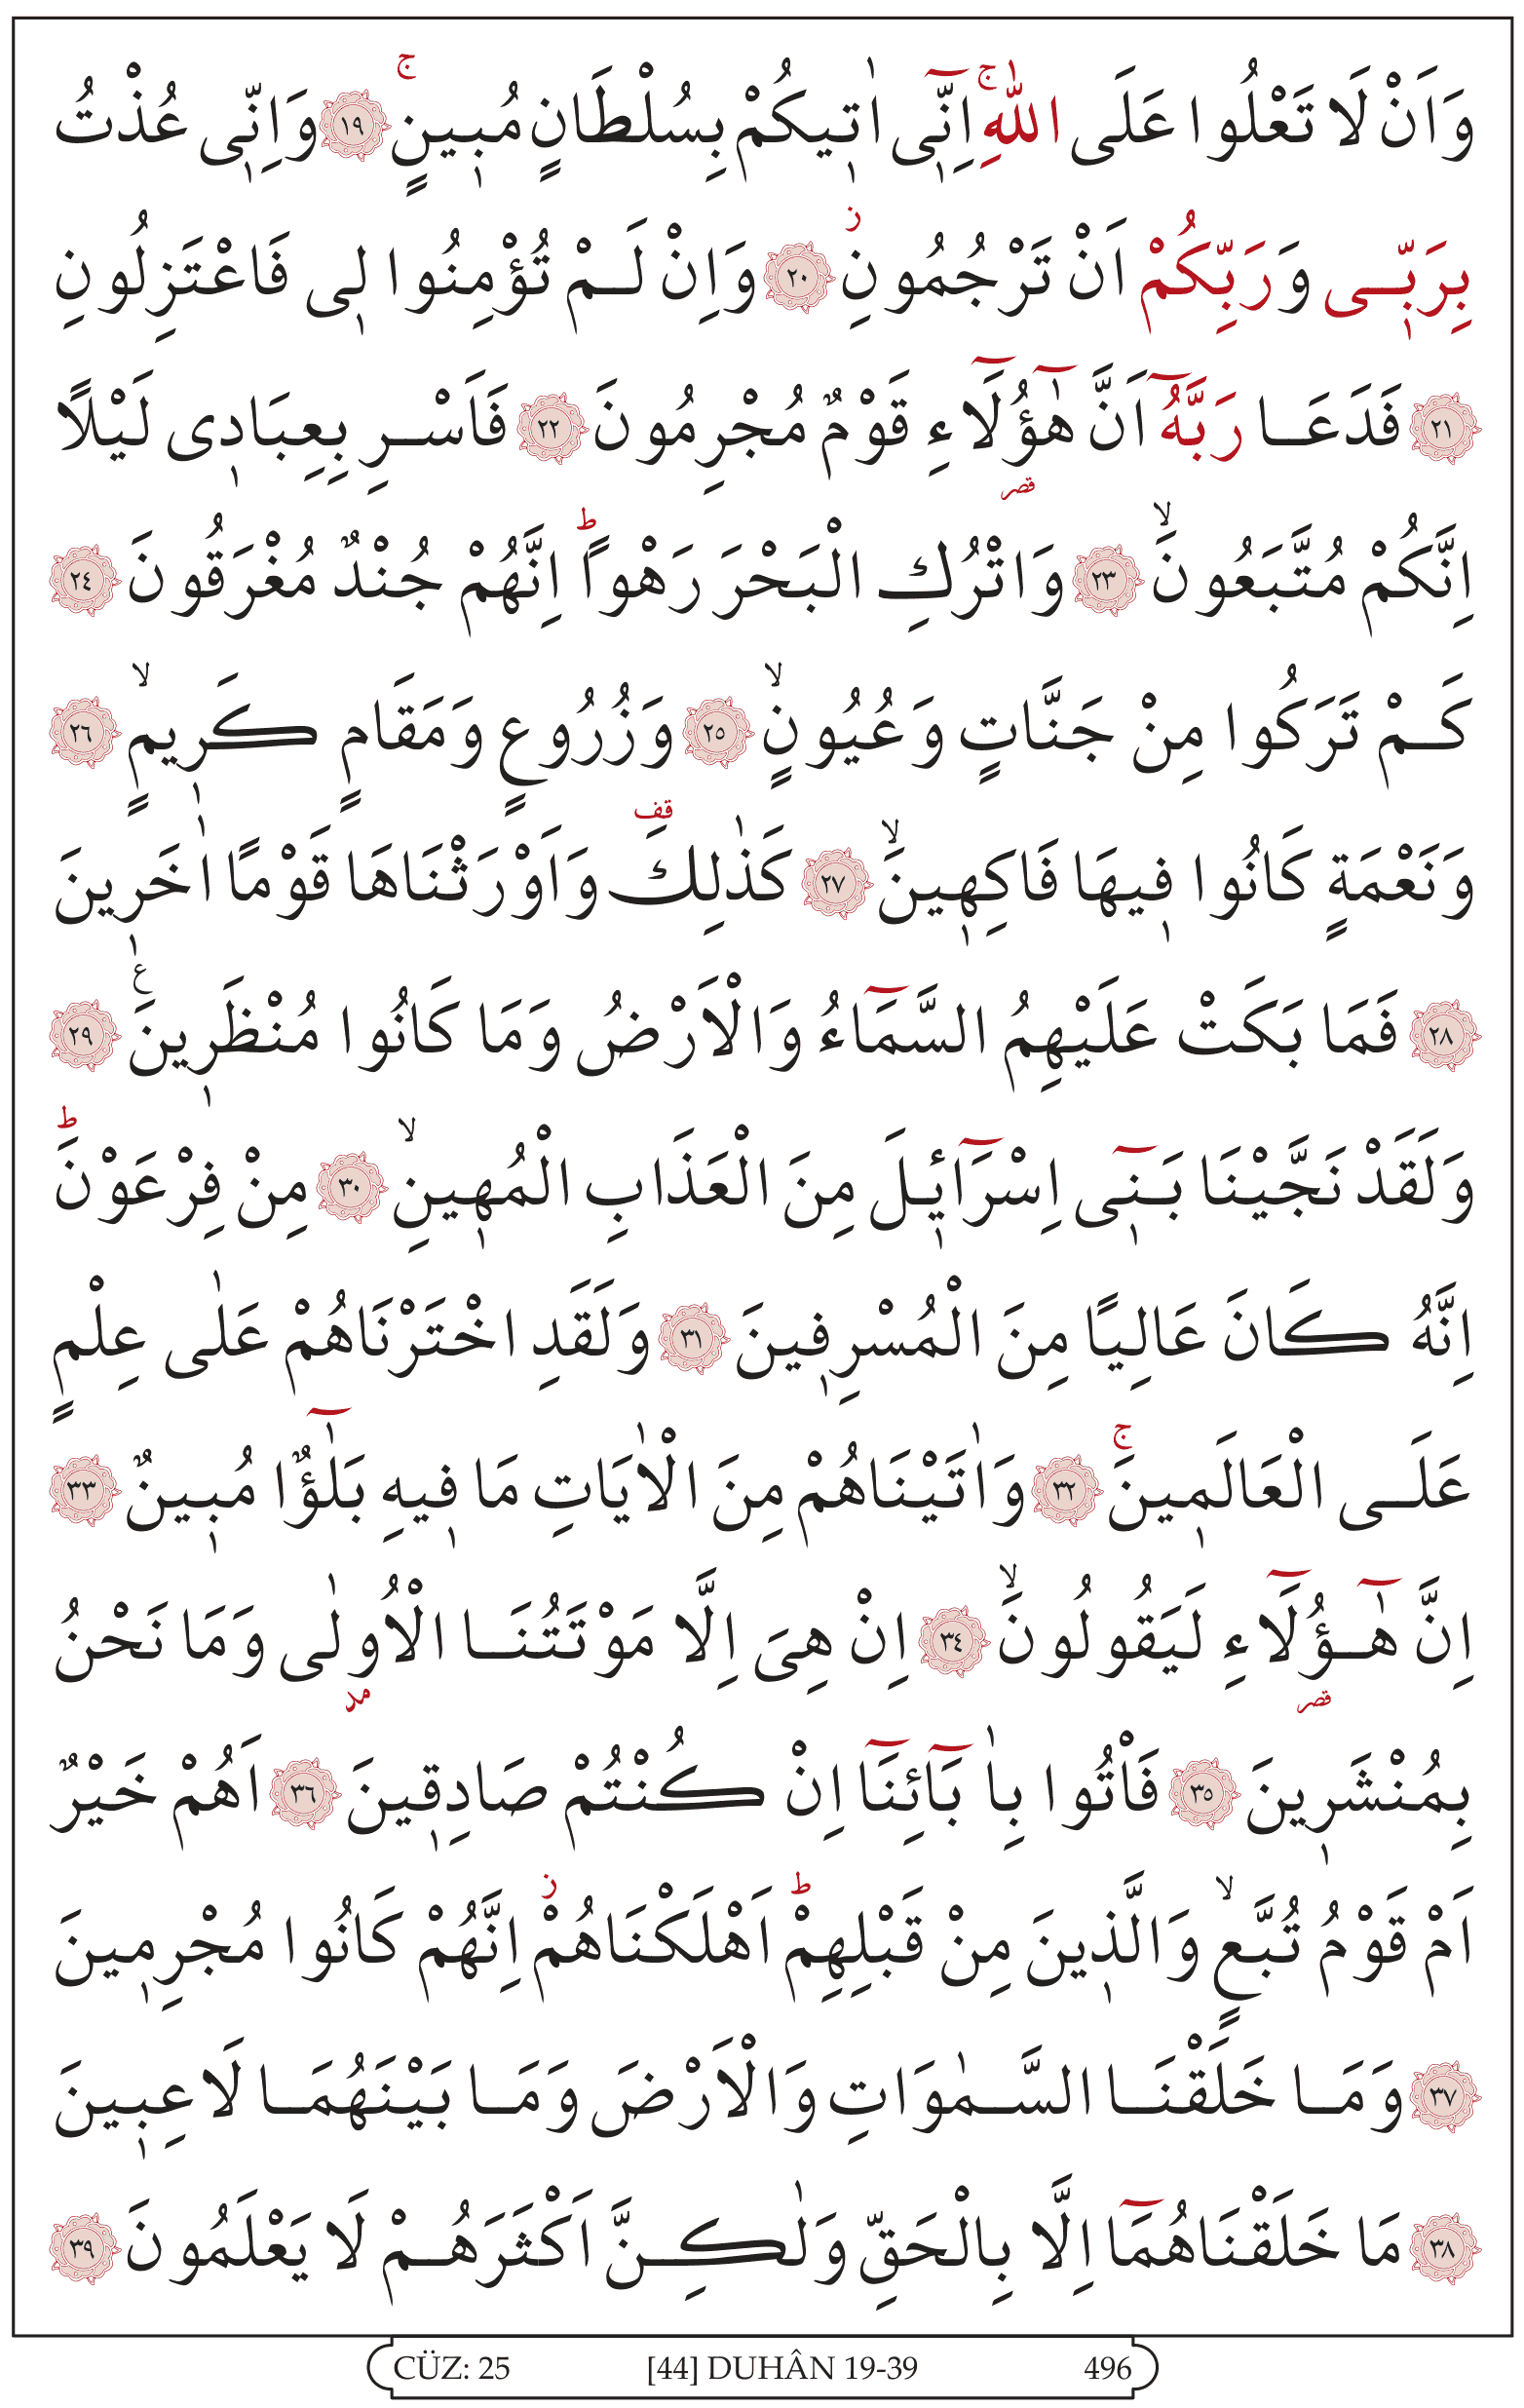 وَاَنْ لَا تَعْلُوا عَلَى اللّٰهِۚ اِنّ۪ٓي اٰت۪يكُمْ بِسُلْطَانٍ مُب۪ينٍۚ ﴿١٩﴾ وَاِنّ۪ي عُذْتُ
بِرَبّ۪ي وَرَبِّكُمْ اَنْ تَرْجُمُونِۘ ﴿٢٠﴾ وَاِنْ لَمْ تُؤْمِنُوا ل۪ي فَاعْتَزِلُونِ
﴿٢١﴾ فَدَعَا رَبَّهُٓ اَنَّ هٰٓؤُ۬لَٓاءِ قَوْمٌ مُجْرِمُونَ ﴿٢٢﴾ فَاَسْرِ بِعِبَاد۪ي لَيْلًا
اِنَّكُمْ مُتَّبَعُونَۙ ﴿٢٣﴾ وَاتْرُكِ الْبَحْرَ رَهْوًاۜ اِنَّهُمْ جُنْدٌ مُغْرَقُونَ ﴿٢٤﴾
كَمْ تَرَكُوا مِنْ جَنَّاتٍ وَعُيُونٍۙ ﴿٢٥﴾ وَزُرُوعٍ وَمَقَامٍ كَر۪يمٍۙ ﴿٢٦﴾
وَنَعْمَةٍ كَانُوا ف۪يهَا فَاكِه۪ينَۙ ﴿٢٧﴾ كَذٰلِكَ۠ وَاَوْرَثْنَاهَا قَوْمًا اٰخَر۪ينَ
﴿٢٨﴾ فَمَا بَكَتْ عَلَيْهِمُ السَّمَٓاءُ وَالْاَرْضُ وَمَا كَانُوا مُنْظَر۪ينَ۟ ﴿٢٩﴾
وَلَقَدْ نَجَّيْنَا بَن۪ٓي اِسْرَٓاء۪يلَ مِنَ الْعَذَابِ الْمُه۪ينِۙ ﴿٣٠﴾ مِنْ فِرْعَوْنَۜ
اِنَّهُ كَانَ عَالِيًا مِنَ الْمُسْرِف۪ينَ ﴿٣١﴾ وَلَقَدِ اخْتَرْنَاهُمْ عَلٰى عِلْمٍ
عَلَى الْعَالَم۪ينَۚ ﴿٣٢﴾ وَاٰتَيْنَاهُمْ مِنَ الْاٰيَاتِ مَا ف۪يهِ بَلٰٓؤٌ۬ا مُب۪ينٌ ﴿٣٣﴾
اِنَّ هٰٓؤُ۬لَٓاءِ لَيَقُولُونَۙ ﴿٣٤﴾ اِنْ هِيَ اِلَّا مَوْتَتُنَا الْاُو۫لٰى وَمَا نَحْنُ
بِمُنْشَر۪ينَ ﴿٣٥﴾ فَأْتُوا بِاٰبَٓائِنَٓا اِنْ كُنْتُمْ صَادِق۪ينَ ﴿٣٦﴾ اَهُمْ خَيْرٌ
اَمْ قَوْمُ تُبَّعٍۙ وَالَّذ۪ينَ مِنْ قَبْلِهِمْۜ اَهْلَكْنَاهُمْۘ اِنَّهُمْ كَانُوا مُجْرِم۪ينَ
﴿٣٧﴾ وَمَا خَلَقْنَا السَّمٰوَاتِ وَالْاَرْضَ وَمَا بَيْنَهُمَا لَاعِب۪ينَ
﴿٣٨﴾ مَا خَلَقْنَاهُمَٓا اِلَّا بِالْحَقِّ وَلٰكِنَّ اَكْثَرَهُمْ لَا يَعْلَمُونَ ﴿٣٩﴾
CÜZ: 25 [44] DUHÂN 19-39 496